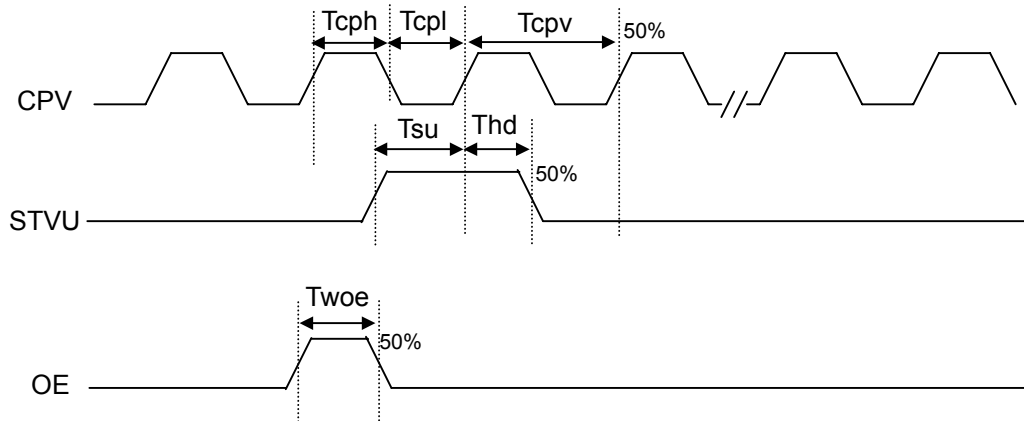 Tcph Tcpl Tcpv 50%
CPV
Tsu Thd
50%
STVU
Twoe
50%
OE